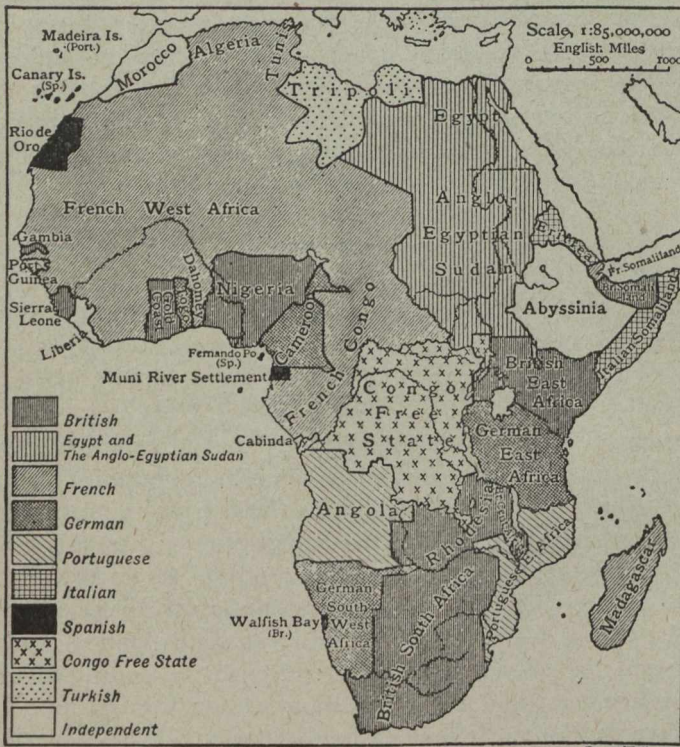 Madeira Is.
(Port.)
Canary Is.
(Sp.)
Rio de
Oro
Morocco
Algeria
Tunis
Tripoli
Scale, 1:85,000,000
English Miles
0 500 1000
Egypt
Anglo-
Egyptian
Sudan
Eritrea
Fr. Somaliland
Br. Somaliland
Italian Somaliland
Abyssinia
French West Africa
Gambia
Port.
Guinea
Sierra
Leone
Liberia
Gold
Coast
Togo
Dahomey
Nigeria
Cameroon
Fernando Po
(Sp.)
Muni River Settlement
French Congo
Cabinda
Congo
Free
State
British
East
Africa
German
East
Africa
Angola
Rhodesia
Portuguese E. Africa
Madagascar
German
South
West
Africa
Walfish Bay
(Br.)
British South Africa
British
Egypt and
The Anglo-Egyptian Sudan
French
German
Portuguese
Italian
Spanish
Congo Free State
Turkish
Independent